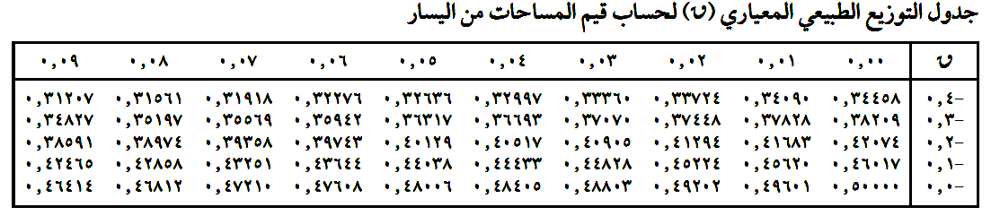 جدول التوزيع الطبيعي المعياري (ن) لحساب قيم المساحات من اليسار
ن ٠,٠٠ ٠,٠١ ٠,٠٢ ٠,٠٣ ٠,٠٤ ٠,٠٥ ٠,٠٦ ٠,٠٧ ٠,٠٨ ٠,٠٩
-٠,٤ ٠,٣٤٤٥٨ ٠,٣٤٠٩٠ ٠,٣٣٧٢٤ ٠,٣٣٣٦٠ ٠,٣٢٩٩٧ ٠,٣٢٦٣٦ ٠,٣٢٢٧٦ ٠,٣١٩١٨ ٠,٣١٥٦١ ٠,٣١٢٠٧
-٠,٣ ٠,٣٨٢٠٩ ٠,٣٧٨٢٨ ٠,٣٧٤٤٨ ٠,٣٧٠٧٠ ٠,٣٦٦٩٣ ٠,٣٦٣١٧ ٠,٣٥٩٤٢ ٠,٣٥٥٦٩ ٠,٣٥١٩٧ ٠,٣٤٨٢٧
-٠,٢ ٠,٤٢٠٧٤ ٠,٤١٦٨٣ ٠,٤١٢٩٤ ٠,٤٠٩٠٥ ٠,٤٠٥١٧ ٠,٤٠١٢٩ ٠,٣٩٧٤٣ ٠,٣٩٣٥٨ ٠,٣٨٩٧٤ ٠,٣٨٥٩١
-٠,١ ٠,٤٦٠١٧ ٠,٤٥٦٢٠ ٠,٤٥٢٢٤ ٠,٤٤٨٢٨ ٠,٤٤٤٣٣ ٠,٤٤٠٣٨ ٠,٤٣٦٤٤ ٠,٤٣٢٥١ ٠,٤٢٨٥٨ ٠,٤٢٤٦٥
-٠,٠ ٠,٥٠٠٠٠ ٠,٤٩٦٠١ ٠,٤٩٢٠٢ ٠,٤٨٨٠٣ ٠,٤٨٤٠٥ ٠,٤٨٠٠٦ ٠,٤٧٦٠٨ ٠,٤٧٢١٠ ٠,٤٦٨١٢ ٠,٤٦٤١٤